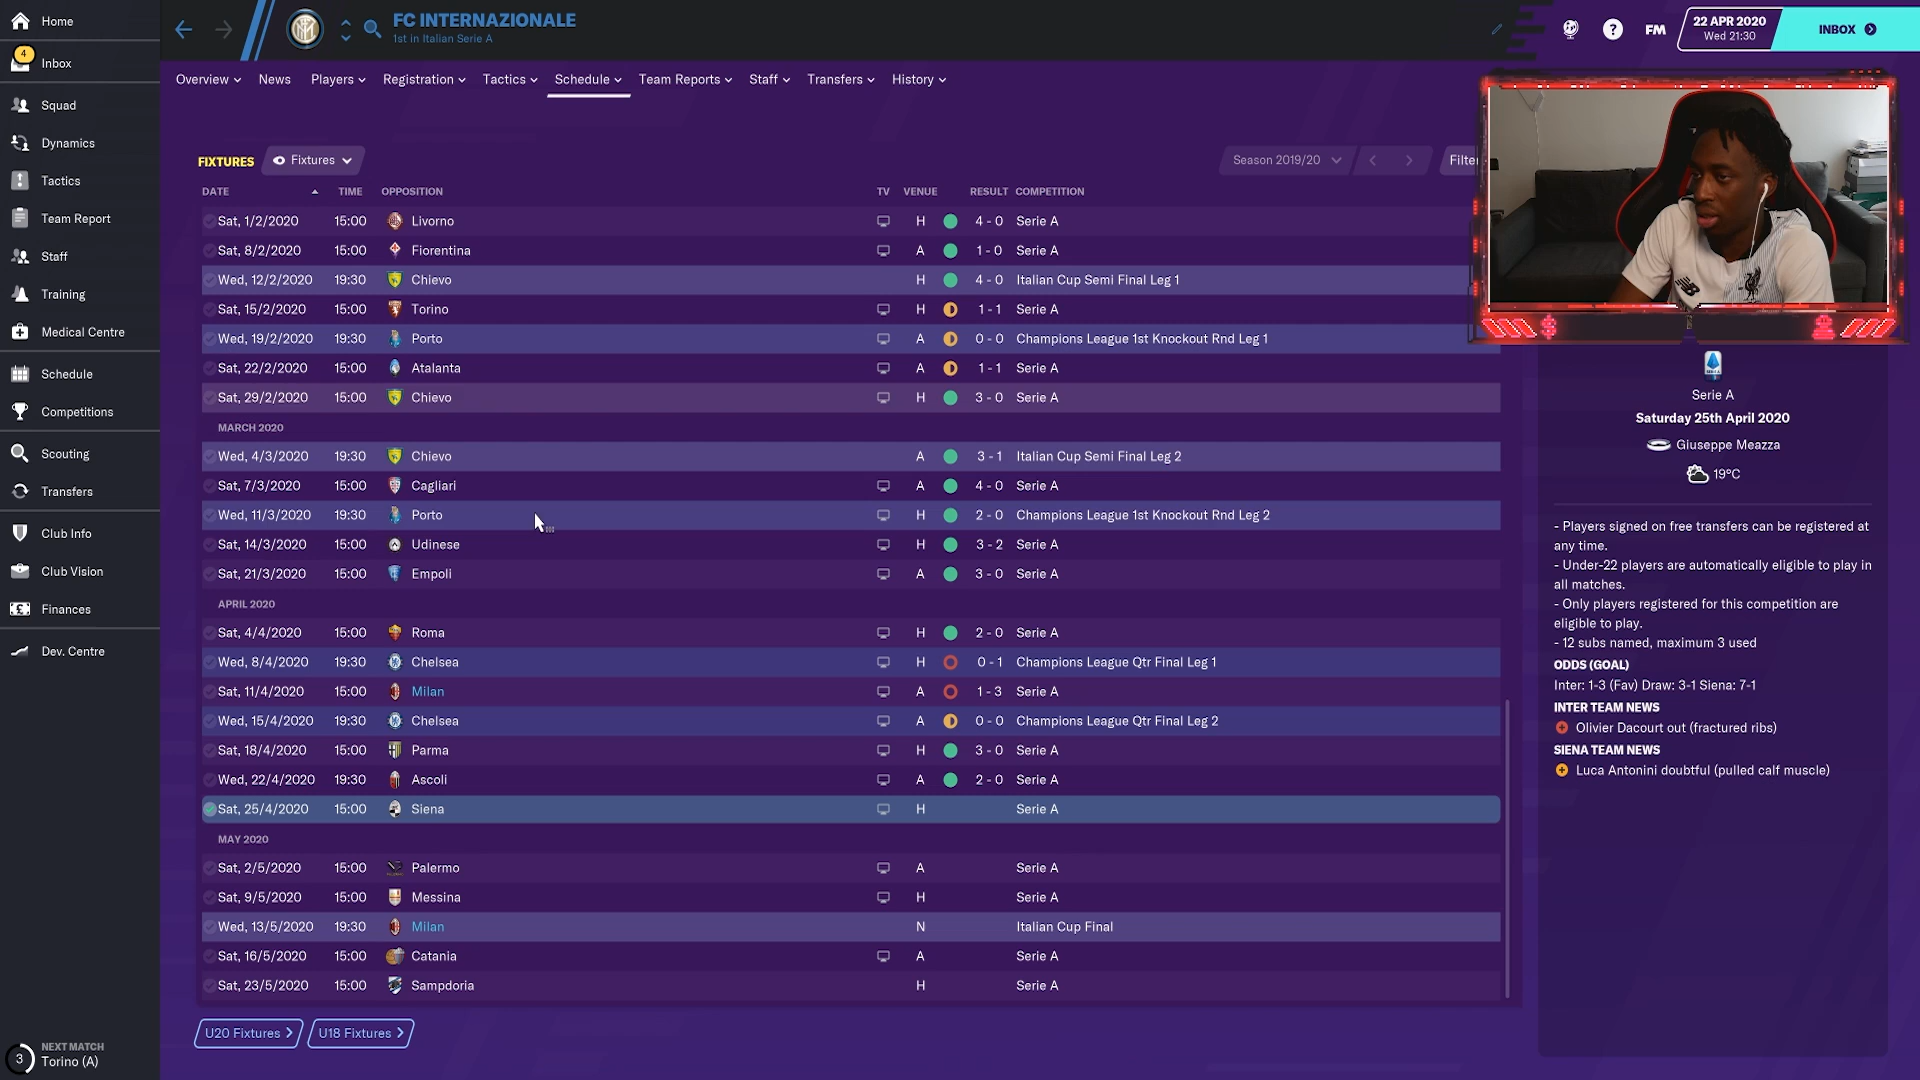 Home
4
Inbox
Squad
Dynamics
Tactics
Team Report
Staff
Training
Medical Centre
Schedule
Competitions
Scouting
Transfers
Club Info
Club Vision
Finances
Dev. Centre
3 NEXT MATCH
Torino (A)
FC INTERNAZIONALE
1st in Italian Serie A
FM
22 APR 2020
Wed 21:30
INBOX
Overview News Players Registration Tactics Schedule Team Reports Staff Transfers History
FIXTURES Fixtures Season 2019/20 Filter
DATE TIME OPPOSITION TV VENUE RESULT COMPETITION
Sat, 1/2/2020 15:00 Livorno H 4 - 0 Serie A
Sat, 8/2/2020 15:00 Fiorentina A 1 - 0 Serie A
Wed, 12/2/2020 19:30 Chievo H 4 - 0 Italian Cup Semi Final Leg 1
Sat, 15/2/2020 15:00 Torino H 1 - 1 Serie A
Wed, 19/2/2020 19:30 Porto A 0 - 0 Champions League 1st Knockout Rnd Leg 1
Sat, 22/2/2020 15:00 Atalanta A 1 - 1 Serie A
Sat, 29/2/2020 15:00 Chievo H 3 - 0 Serie A
MARCH 2020
Wed, 4/3/2020 19:30 Chievo A 3 - 1 Italian Cup Semi Final Leg 2
Sat, 7/3/2020 15:00 Cagliari A 4 - 0 Serie A
Wed, 11/3/2020 19:30 Porto H 2 - 0 Champions League 1st Knockout Rnd Leg 2
Sat, 14/3/2020 15:00 Udinese H 3 - 2 Serie A
Sat, 21/3/2020 15:00 Empoli A 3 - 0 Serie A
APRIL 2020
Sat, 4/4/2020 15:00 Roma H 2 - 0 Serie A
Wed, 8/4/2020 19:30 Chelsea H 0 - 1 Champions League Qtr Final Leg 1
Sat, 11/4/2020 15:00 Milan A 1 - 3 Serie A
Wed, 15/4/2020 19:30 Chelsea A 0 - 0 Champions League Qtr Final Leg 2
Sat, 18/4/2020 15:00 Parma H 3 - 0 Serie A
Wed, 22/4/2020 19:30 Ascoli A 2 - 0 Serie A
Sat, 25/4/2020 15:00 Siena H Serie A
MAY 2020
Sat, 2/5/2020 15:00 Palermo A Serie A
Sat, 9/5/2020 15:00 Messina H Serie A
Wed, 13/5/2020 19:30 Milan N Italian Cup Final
Sat, 16/5/2020 15:00 Catania A Serie A
Sat, 23/5/2020 15:00 Sampdoria H Serie A
U20 Fixtures U18 Fixtures
Serie A
Saturday 25th April 2020
Giuseppe Meazza
19°C
- Players signed on free transfers can be registered at
any time.
- Under-22 players are automatically eligible to play in
all matches.
- Only players registered for this competition are
eligible to play.
- 12 subs named, maximum 3 used
ODDS (GOAL)
Inter: 1-3 (Fav) Draw: 3-1 Siena: 7-1
INTER TEAM NEWS
Olivier Dacourt out (fractured ribs)
SIENA TEAM NEWS
Luca Antonini doubtful (pulled calf muscle)